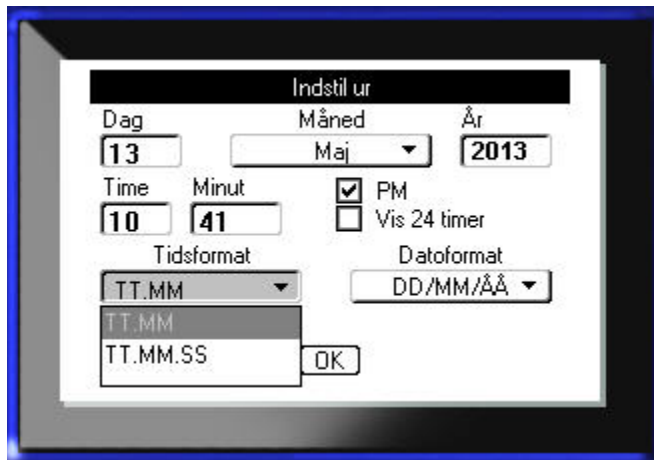 Indstil ur
Dag Måned År
13 Maj 2013
Time Minut PM
10 41 Vis 24 timer
Tidsformat Datoformat
TT.MM DD/MM/ÅÅ
TT.MM
TT.MM.SS
OK